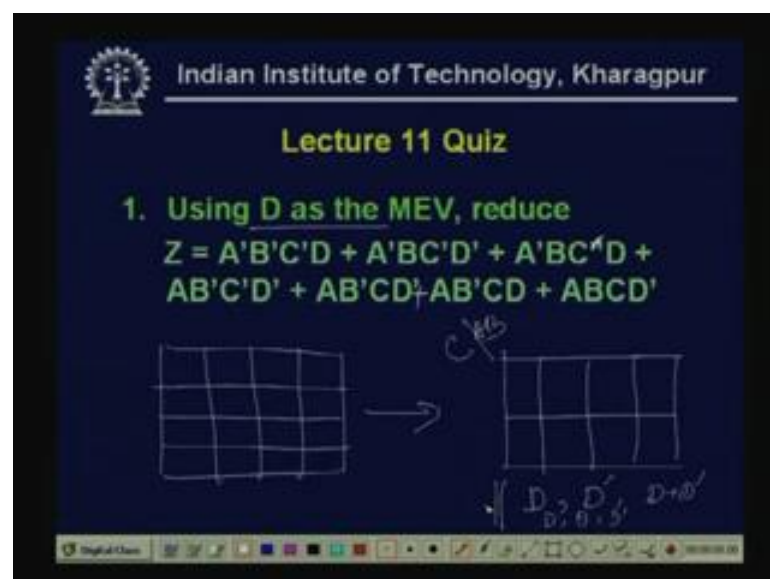 Indian Institute of Technology, Kharagpur
Lecture 11 Quiz
1. Using D as the MEV, reduce
Z = A'B'C'D + A'BC'D' + A'BC'D +
AB'C'D' + AB'CD'+AB'CD + ABCD'
C AB
D D' D+D'